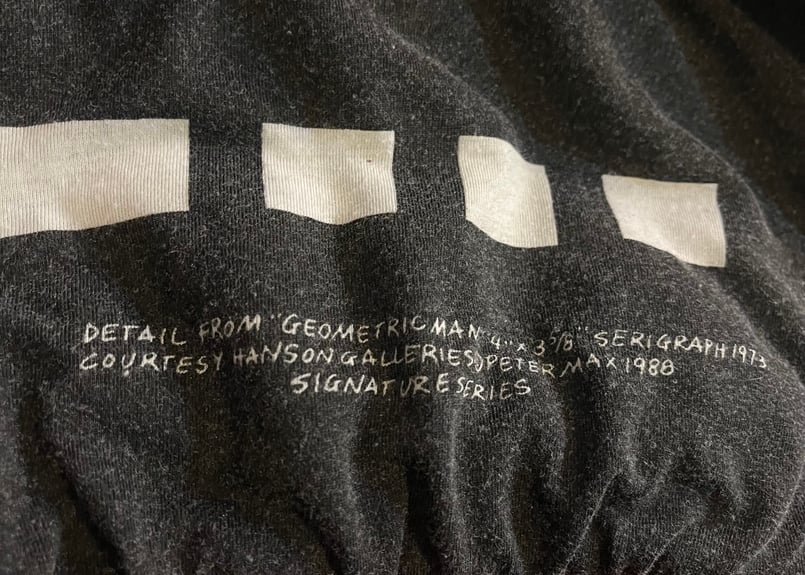 DETAIL FROM "GEOMETRIC MAN" 4" x 3 5/8" SERIGRAPH 1973
COURTESY HANSON GALLERIES, PETER MAX 1988
SIGNATURE SERIES